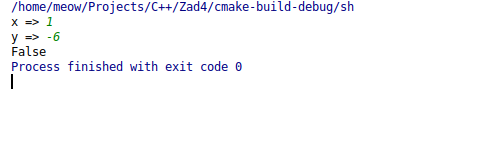 /home/meow/Projects/C++/Zad4/cmake-build-debug/sh
x => 1
y => -6
False
Process finished with exit code 0